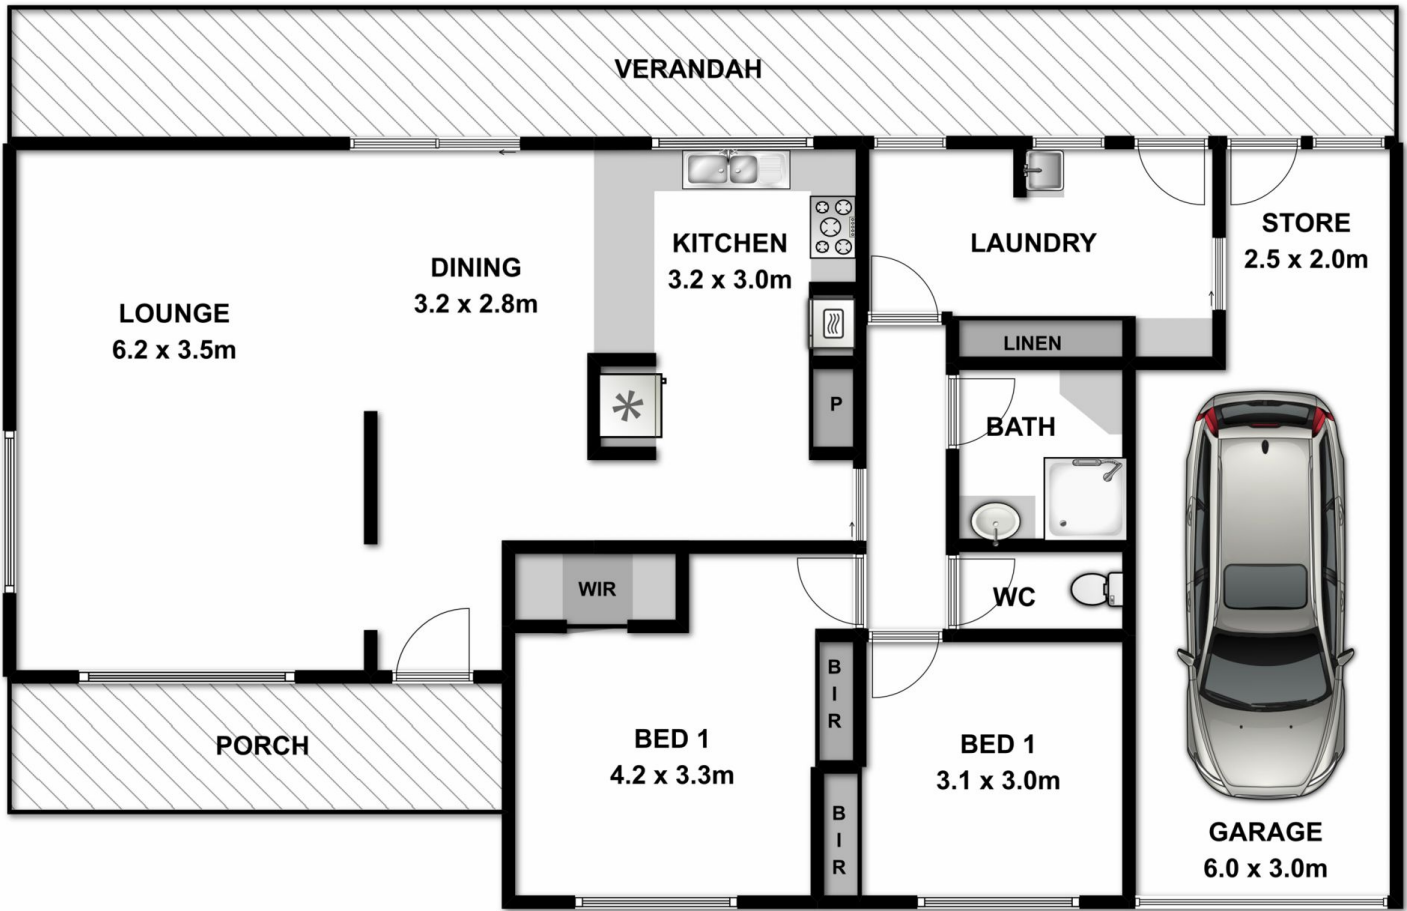 VERANDAH
STORE
2.5 x 2.0m
KITCHEN
3.2 x 3.0m
LAUNDRY
DINING
3.2 x 2.8m
LOUNGE
6.2 x 3.5m
LINEN
P
BATH
WIR
WC
B
I
R
PORCH
BED 1
4.2 x 3.3m
BED 1
3.1 x 3.0m
B
I
R
GARAGE
6.0 x 3.0m